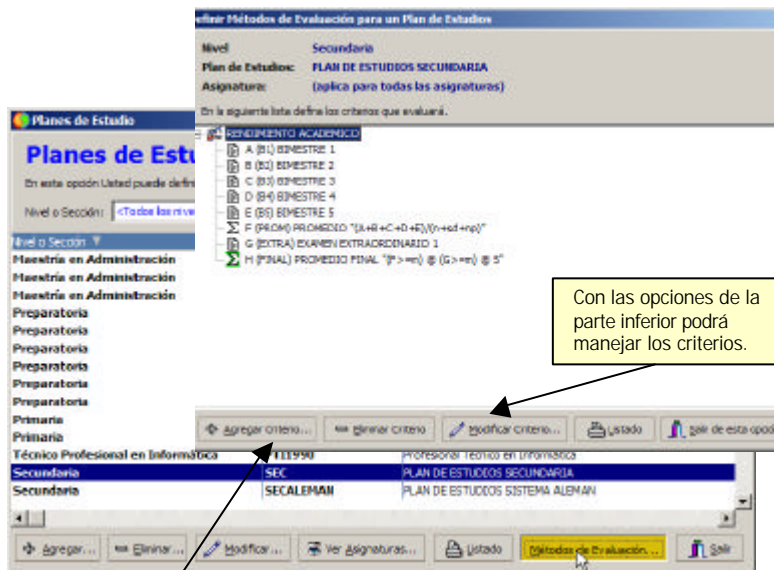 Definir Métodos de Evaluación para un Plan de Estudios
Nivel Secundaria
Plan de Estudios: PLAN DE ESTUDIOS SECUNDARIA
Asignatura: (aplica para todas las asignaturas)
En la siguiente lista defina los criterios que evaluará.
RENDIMIENTO ACADEMICO
A (B1) BIMESTRE 1
B (B2) BIMESTRE 2
C (B3) BIMESTRE 3
D (B4) BIMESTRE 4
E (B5) BIMESTRE 5
F (PROM) PROMEDIO "(A+B+C+D+E)/(n+sd+np)"
G (EXTRA) EXAMEN EXTRAORDINARIO 1
H (FINAL) PROMEDIO FINAL "(F>=m) @ (G>=m) @ 5"
Con las opciones de la
parte inferior podrá
manejar los criterios.
Agregar criterio... Eliminar Criterio Modificar Criterio... Listado Salir de esta opci
Planes de Estudio
Planes de Estu
En esta opción Usted puede defin
Nivel o Sección: <Todos los nive
Nivel o Sección
Maestría en Administración
Maestría en Administración
Maestría en Administración
Preparatoria
Preparatoria
Preparatoria
Preparatoria
Preparatoria
Preparatoria
Primaria
Primaria
Técnico Profesional en Informática PTI1990 Profesional Técnico en Informática
Secundaria SEC PLAN DE ESTUDIOS SECUNDARIA
Secundaria SECALEMAN PLAN DE ESTUDIOS SISTEMA ALEMAN
Agregar... Eliminar... Modificar... Ver Asignaturas... Listado Métodos de Evaluación... Salir